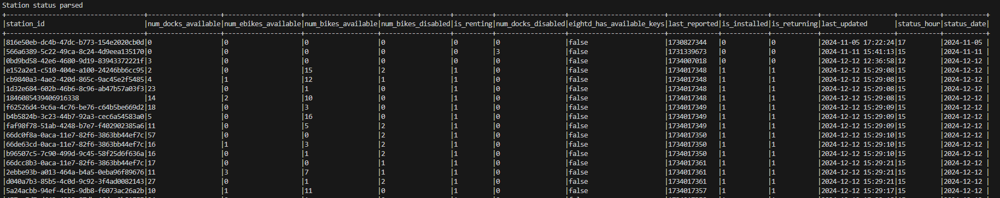 Station status parsed
+------------------------------------+-------------------+--------------------+-------------------+------------------+----------+------------------+-------------------------+-------------+------------+------------+-------------------+-----------+-----------+
|station_id                          |num_docks_available|num_ebikes_available|num_bikes_available|num_bikes_disabled|is_renting|num_docks_disabled|eightd_has_available_keys|last_reported|is_installed|is_returning|last_updated       |status_hour|status_date|
+------------------------------------+-------------------+--------------------+-------------------+------------------+----------+------------------+-------------------------+-------------+------------+------------+-------------------+-----------+-----------+
|816e50eb-dc4b-47dc-b773-154e2020cb0d|0                  |0                   |0                  |0                 |0         |0                 |false                    |1730827344   |0           |0           |2024-11-05 17:22:24|17         |2024-11-05 |
|566a6389-5c22-49ca-8c24-4d9eea135170|0                  |0                   |0                  |0                 |0         |3                 |false                    |1731339673   |0           |0           |2024-11-11 15:41:13|15         |2024-11-11 |
|0bd9bd58-42e6-4680-9d19-83943372221f|3                  |0                   |0                  |0                 |0         |0                 |false                    |1734007018   |0           |0           |2024-12-12 12:36:58|12         |2024-12-12 |
|e152a2e1-c510-404e-a100-24246bb6cc95|2                  |0                   |15                 |2                 |1         |0                 |false                    |1734017348   |1           |1           |2024-12-12 15:29:08|15         |2024-12-12 |
|cb9840a3-4ae2-420d-865c-9ac45e2f5485|4                  |1                   |12                 |1                 |1         |0                 |false                    |1734017348   |1           |1           |2024-12-12 15:29:08|15         |2024-12-12 |
|1d32e684-602b-46b6-8c96-ab47b57a03f3|23                 |0                   |1                  |0                 |1         |0                 |false                    |1734017348   |1           |1           |2024-12-12 15:29:08|15         |2024-12-12 |
|1846085439406916338                 |14                 |2                   |10                 |0                 |1         |0                 |false                    |1734017348   |1           |1           |2024-12-12 15:29:08|15         |2024-12-12 |
|f62526d4-9c6a-4c76-be76-c64b5be669d2|18                 |0                   |3                  |0                 |1         |0                 |false                    |1734017349   |1           |1           |2024-12-12 15:29:09|15         |2024-12-12 |
|b4b5824b-3c23-44b7-92a3-cec6a54583a0|5                  |0                   |16                 |0                 |1         |0                 |false                    |1734017349   |1           |1           |2024-12-12 15:29:09|15         |2024-12-12 |
|faf98f78-51ab-4248-b7e7-f402902385a6|11                 |0                   |5                  |2                 |1         |0                 |false                    |1734017349   |1           |1           |2024-12-12 15:29:09|15         |2024-12-12 |
|66dc0f8a-0aca-11e7-82f6-3863bb44ef7c|57                 |0                   |0                  |2                 |1         |0                 |false                    |1734017350   |1           |1           |2024-12-12 15:29:10|15         |2024-12-12 |
|66de63cd-0aca-11e7-82f6-3863bb44ef7c|16                 |1                   |3                  |2                 |1         |0                 |false                    |1734017350   |1           |1           |2024-12-12 15:29:10|15         |2024-12-12 |
|b96507c5-7c90-499d-9c45-58f25d6f636a|16                 |0                   |1                  |2                 |1         |0                 |false                    |1734017350   |1           |1           |2024-12-12 15:29:10|15         |2024-12-12 |
|66dcc8b3-0aca-11e7-82f6-3863bb44ef7c|17                 |0                   |0                  |1                 |1         |0                 |false                    |1734017361   |1           |1           |2024-12-12 15:29:21|15         |2024-12-12 |
|2ebbe93b-a013-464a-b4a5-0eba96f89676|11                 |3                   |7                  |1                 |1         |0                 |false                    |1734017361   |1           |1           |2024-12-12 15:29:21|15         |2024-12-12 |
|d040a7b3-85b5-4c0d-9c92-3f4ad0082143|27                 |0                   |1                  |2                 |1         |0                 |false                    |1734017361   |1           |1           |2024-12-12 15:29:21|15         |2024-12-12 |
|5a24acbb-94ef-4cb5-9db8-f6073ac26a2b|10                 |1                   |11                 |0                 |1         |0                 |false                    |1734017357   |1           |1           |2024-12-12 15:29:17|15         |2024-12-12 |